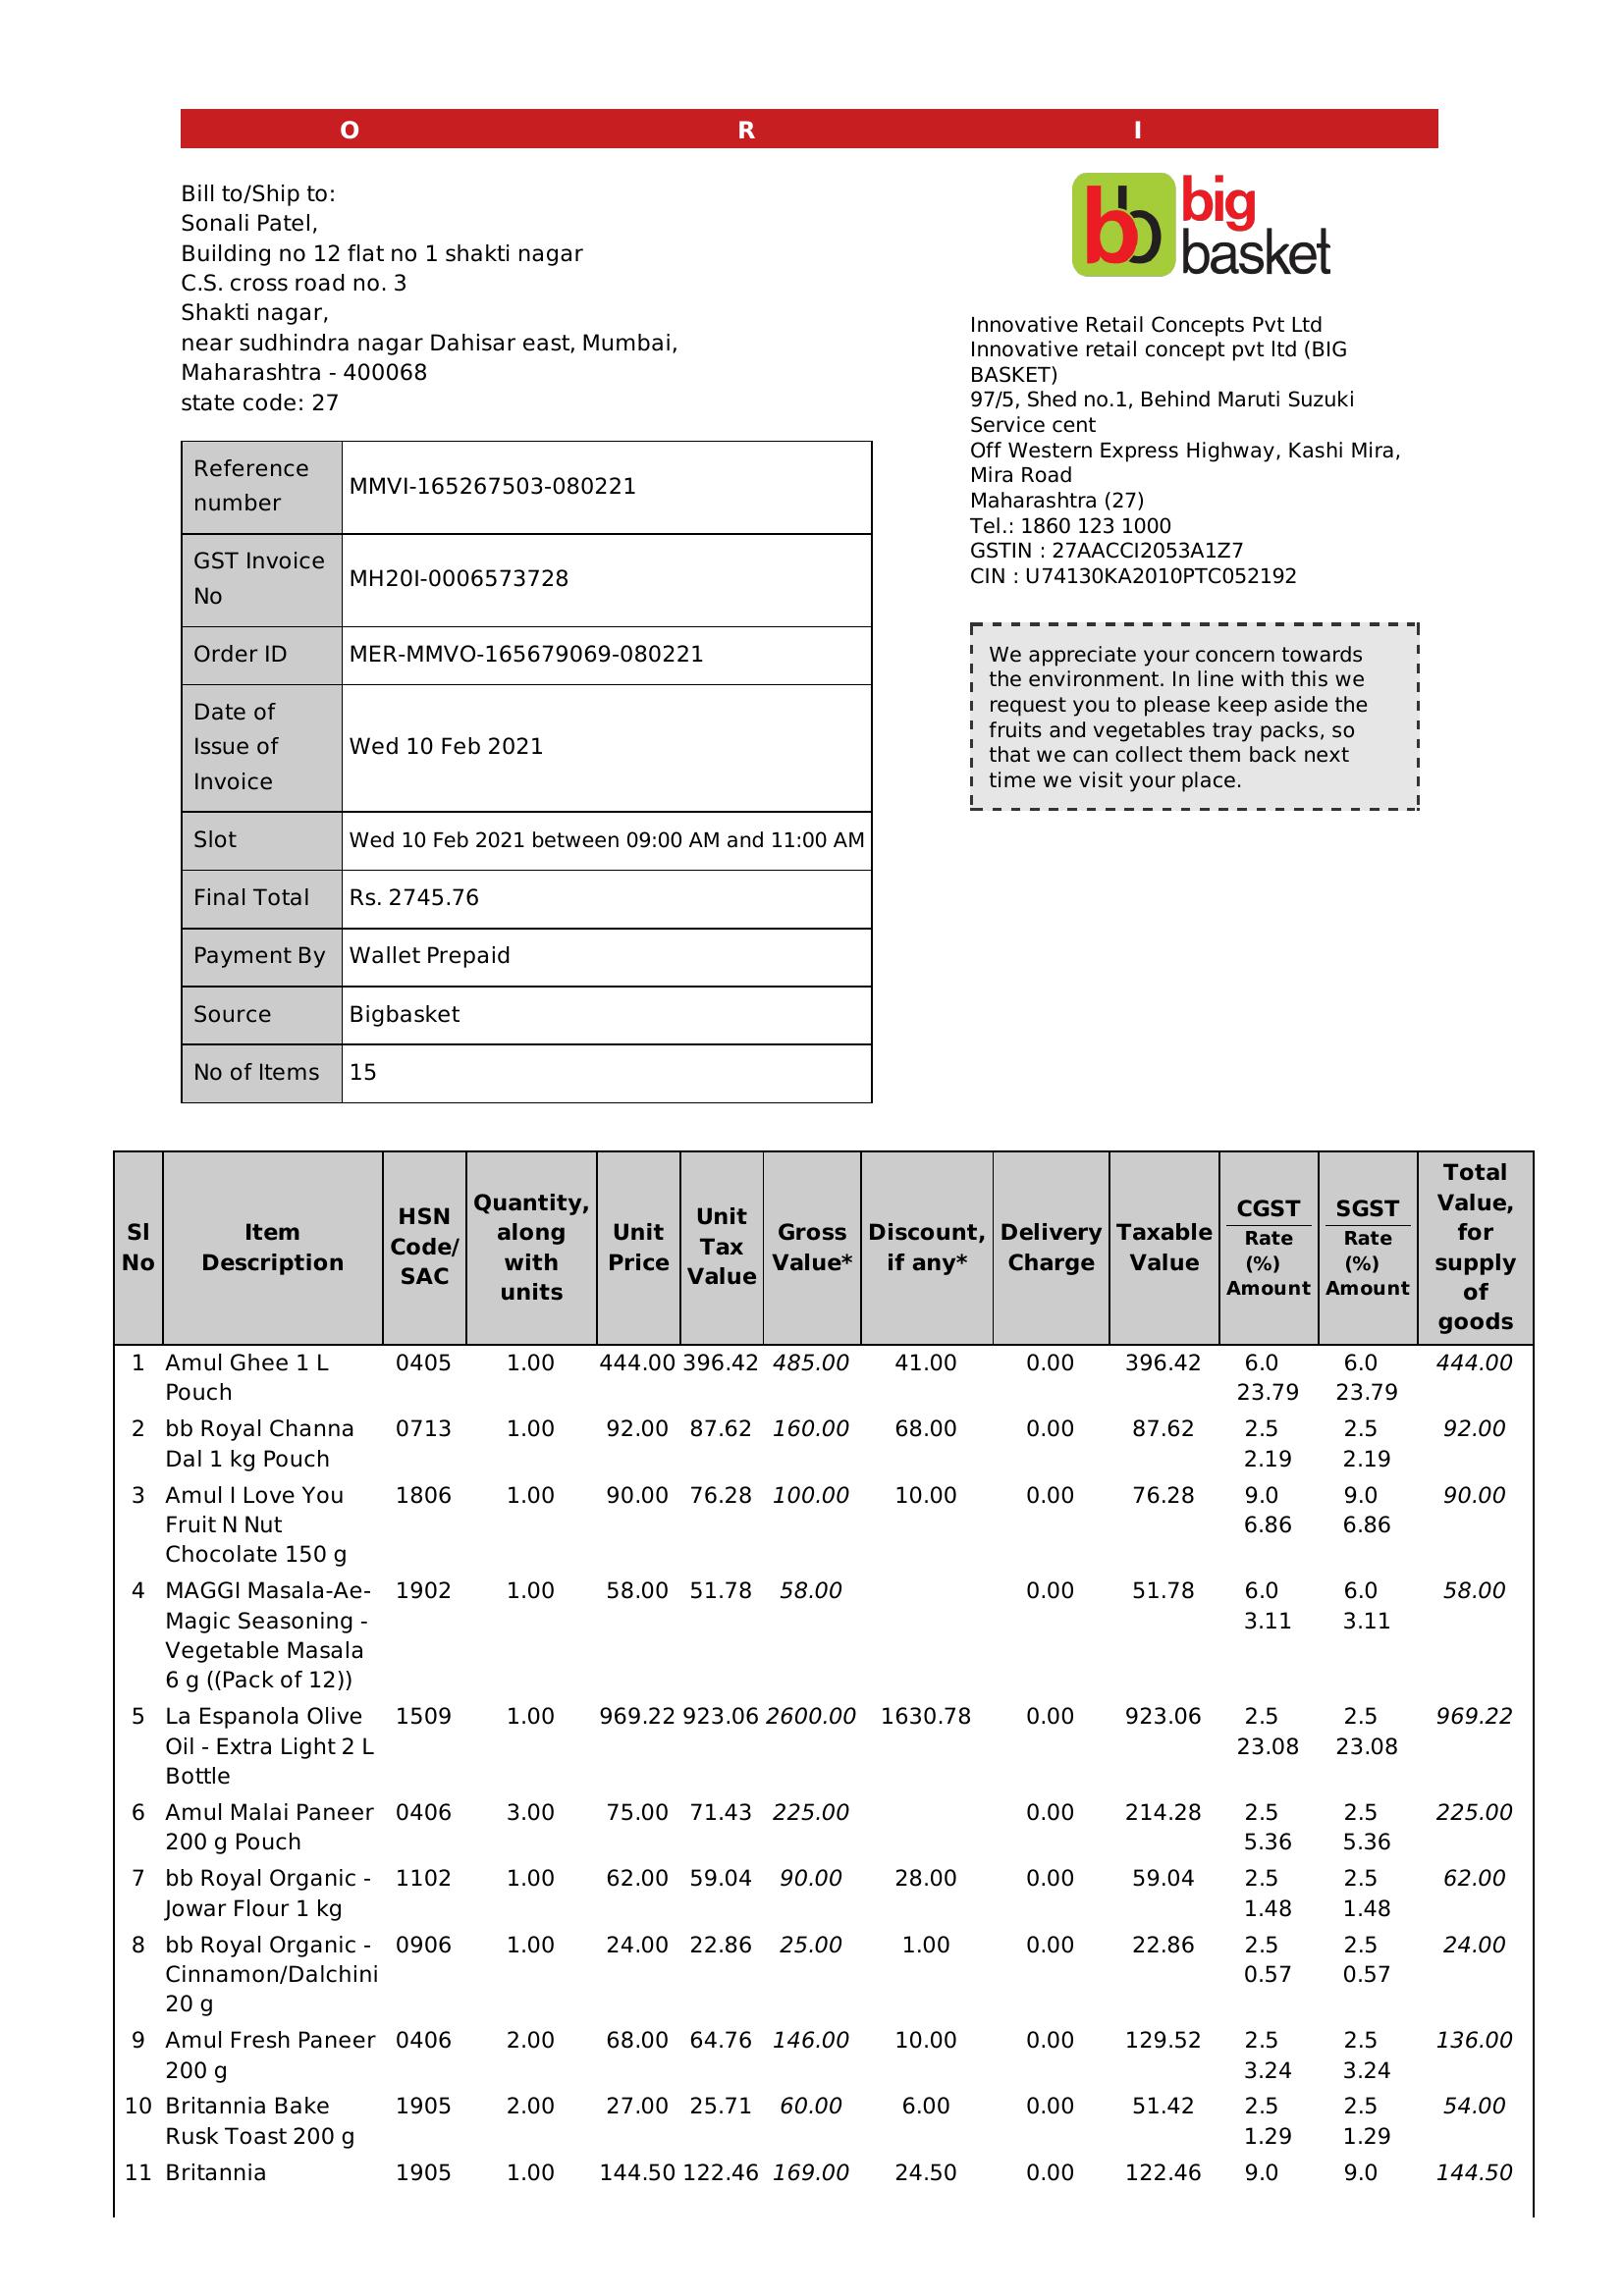 O R I
Bill to/Ship to:
Sonali Patel,
Building no 12 flat no 1 shakti nagar
C.S. cross road no. 3
Shakti nagar,
near sudhindra nagar Dahisar east, Mumbai,
Maharashtra - 400068
state code: 27
big
basket
bb
Innovative Retail Concepts Pvt Ltd
Innovative retail concept pvt ltd (BIG
BASKET)
97/5, Shed no.1, Behind Maruti Suzuki
Service cent
Off Western Express Highway, Kashi Mira,
Mira Road
Maharashtra (27)
Tel.: 1860 123 1000
GSTIN : 27AACCI2053A1Z7
CIN : U74130KA2010PTC052192
We appreciate your concern towards
the environment. In line with this we
request you to please keep aside the
fruits and vegetables tray packs, so
that we can collect them back next
time we visit your place.
Reference
number
MMVI-165267503-080221
GST Invoice
No
MH20I-0006573728
Order ID MER-MMVO-165679069-080221
Date of
Issue of
Invoice
Wed 10 Feb 2021
Slot Wed 10 Feb 2021 between 09:00 AM and 11:00 AM
Final Total Rs. 2745.76
Payment By Wallet Prepaid
Source Bigbasket
No of Items 15
Sl
No
Item
Description
HSN
Code/
SAC
Quantity,
along
with
units
Unit
Price
Unit
Tax
Value
Gross
Value*
Discount,
if any*
Delivery
Charge
Taxable
Value
CGST
Rate
(%)
Amount
SGST
Rate
(%)
Amount
Total
Value,
for
supply
of
goods
1 Amul Ghee 1 L 0405 1.00 444.00 396.42 485.00 41.00 0.00 396.42 6.0 6.0 444.00
Pouch 23.79 23.79
2 bb Royal Channa 0713 1.00 92.00 87.62 160.00 68.00 0.00 87.62 2.5 2.5 92.00
Dal 1 kg Pouch 2.19 2.19
3 Amul I Love You 1806 1.00 90.00 76.28 100.00 10.00 0.00 76.28 9.0 9.0 90.00
Fruit N Nut 6.86 6.86
Chocolate 150 g
4 MAGGI Masala-Ae- 1902 1.00 58.00 51.78 58.00 0.00 51.78 6.0 6.0 58.00
Magic Seasoning - 3.11 3.11
Vegetable Masala
6 g ((Pack of 12))
5 La Espanola Olive 1509 1.00 969.22 923.06 2600.00 1630.78 0.00 923.06 2.5 2.5 969.22
Oil - Extra Light 2 L 23.08 23.08
Bottle
6 Amul Malai Paneer 0406 3.00 75.00 71.43 225.00 0.00 214.28 2.5 2.5 225.00
200 g Pouch 5.36 5.36
7 bb Royal Organic - 1102 1.00 62.00 59.04 90.00 28.00 0.00 59.04 2.5 2.5 62.00
Jowar Flour 1 kg 1.48 1.48
8 bb Royal Organic - 0906 1.00 24.00 22.86 25.00 1.00 0.00 22.86 2.5 2.5 24.00
Cinnamon/Dalchini 0.57 0.57
20 g
9 Amul Fresh Paneer 0406 2.00 68.00 64.76 146.00 10.00 0.00 129.52 2.5 2.5 136.00
200 g 3.24 3.24
10 Britannia Bake 1905 2.00 27.00 25.71 60.00 6.00 0.00 51.42 2.5 2.5 54.00
Rusk Toast 200 g 1.29 1.29
11 Britannia 1905 1.00 144.50 122.46 169.00 24.50 0.00 122.46 9.0 9.0 144.50